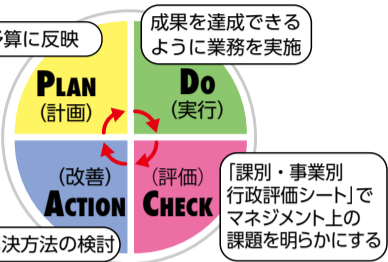 予算に反映
成果を達成できる
ように業務を実施
PLAN
(計画)
DO
(実行)
(改善)
ACTION
(評価)
CHECK
「課別・事業別
行政評価シート」で
マネジメント上の
課題を明らかにする
決方法の検討